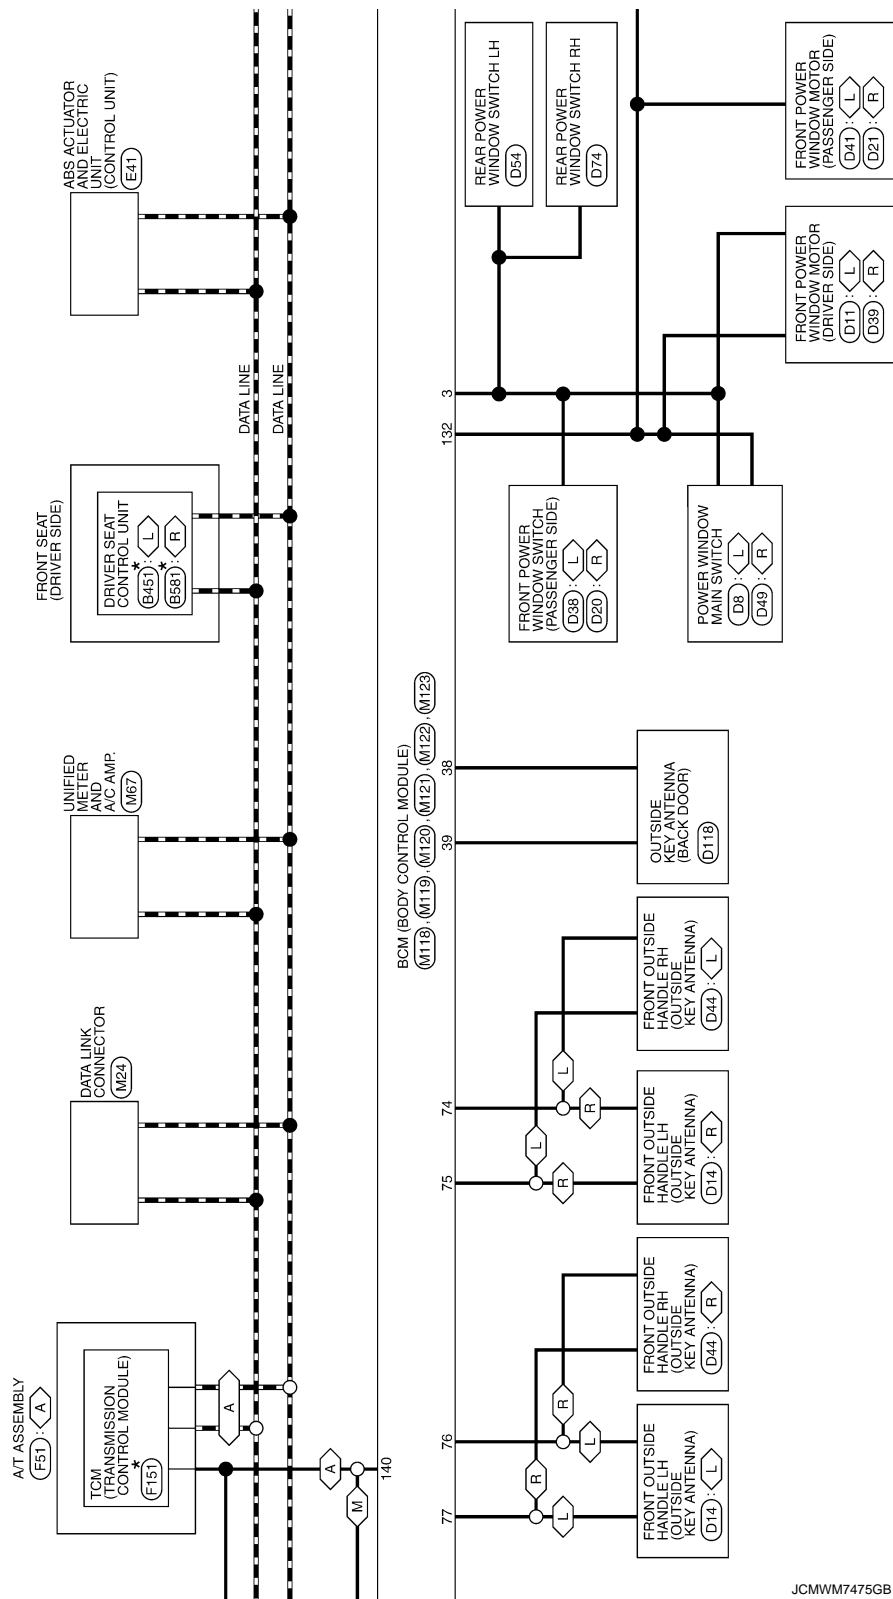 A/T ASSEMBLY
F51 : A
TCM
(TRANSMISSION
CONTROL MODULE)
*
F151
A
A
M
140
DATA LINK
CONNECTOR
M24
UNIFIED
METER
AND
A/C AMP.
M67
FRONT SEAT
(DRIVER SIDE)
DRIVER SEAT
CONTROL UNIT
*
B451 : L
*
B581 : R
DATA LINE
DATA LINE
ABS ACTUATOR
AND ELECTRIC
UNIT
(CONTROL UNIT)
E41
BCM (BODY CONTROL MODULE)
M118 , M119 , M120 , M121 , M122 , M123
77
76
75
74
39
38
132
3
R
R
L
L
L
L
R
R
FRONT OUTSIDE
HANDLE LH
(OUTSIDE
KEY ANTENNA)
D14 : L
FRONT OUTSIDE
HANDLE RH
(OUTSIDE
KEY ANTENNA)
D44 : R
FRONT OUTSIDE
HANDLE LH
(OUTSIDE
KEY ANTENNA)
D14 : R
FRONT OUTSIDE
HANDLE RH
(OUTSIDE
KEY ANTENNA)
D44 : L
OUTSIDE
KEY ANTENNA
(BACK DOOR)
D118
FRONT POWER
WINDOW SWITCH
(PASSENGER SIDE)
D38 : L
D20 : R
POWER WINDOW
MAIN SWITCH
D8 : L
D49 : R
REAR POWER
WINDOW SWITCH LH
D54
REAR POWER
WINDOW SWITCH RH
D74
FRONT POWER
WINDOW MOTOR
(DRIVER SIDE)
D11 : L
D39 : R
FRONT POWER
WINDOW MOTOR
(PASSENGER SIDE)
D41 : L
D21 : R
JCMWM7475GB